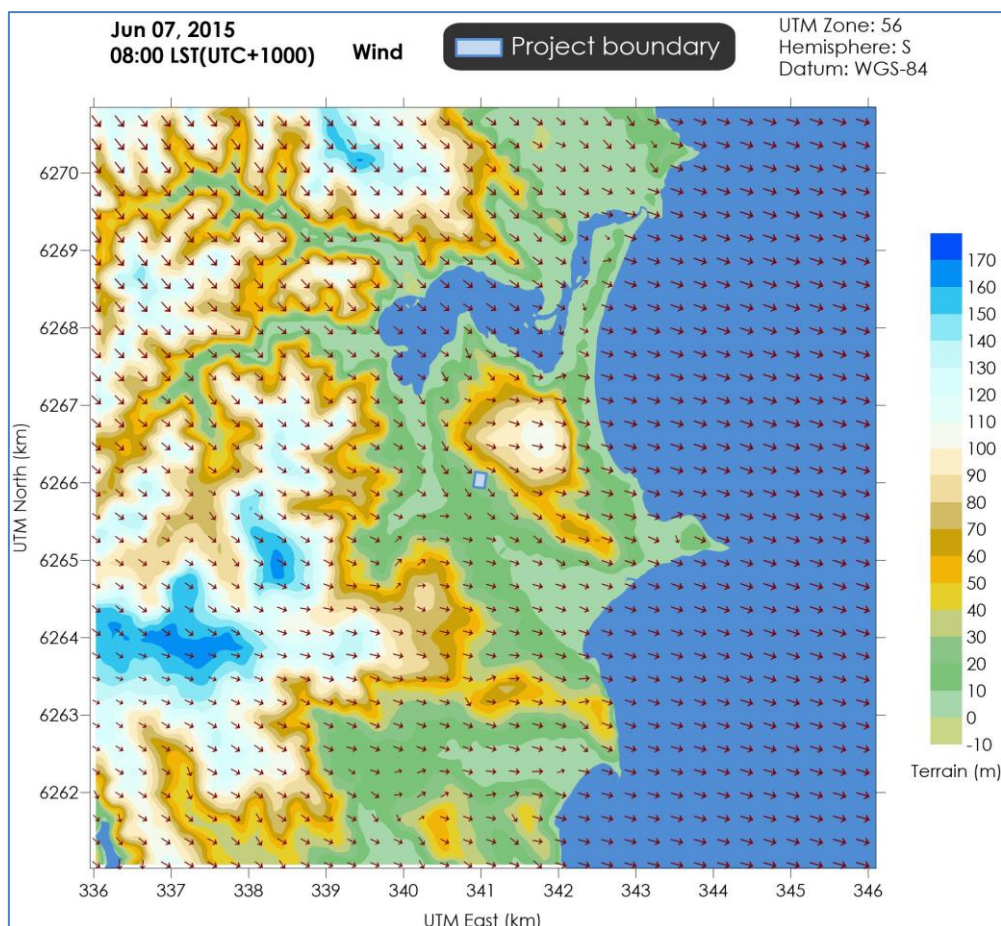 Jun 07, 2015
08:00 LST(UTC+1000)
Wind
Project boundary
UTM Zone: 56
Hemisphere: S
Datum: WGS-84
6270
6269
6268
6267
6266
6265
6264
6263
6262
UTM North (km)
336 337 338 339 340 341 342 343 344 345 346
UTM East (km)
170
160
150
140
130
120
110
100
90
80
70
60
50
40
30
20
10
0
-10
Terrain (m)